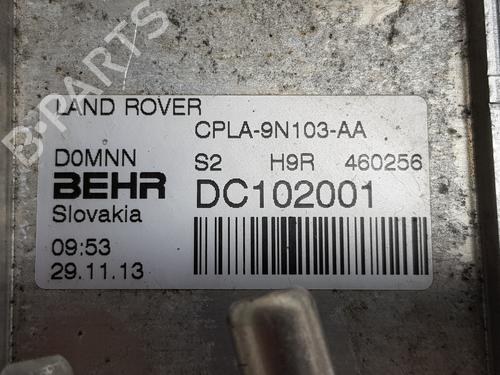 B-PARTS
LAND ROVER
CPLA-9N103-AA
D0MNN S2 H9R 460256
BEHR DC102001
Slovakia
09:53
29.11.13